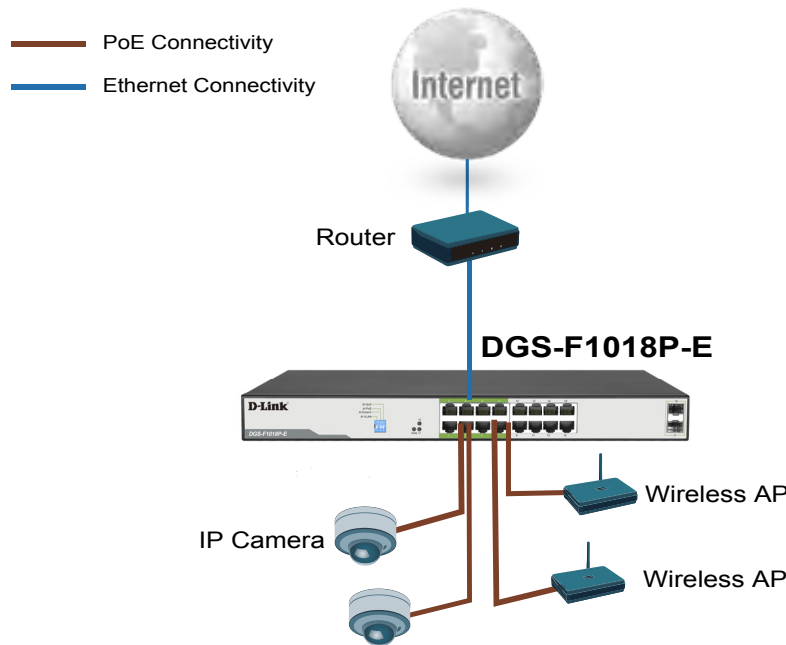 PoE Connectivity
Ethernet Connectivity
Internet
Router
DGS-F1018P-E
D-Link
DGS-F1018P-E
Wireless AP
IP Camera
Wireless AP